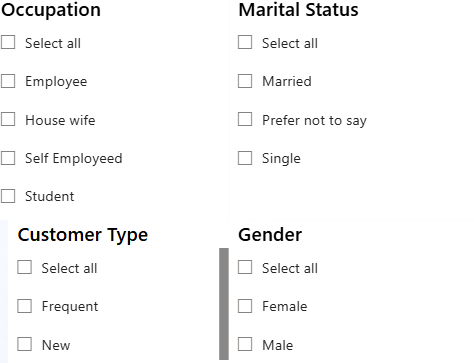 Occupation
Select all
Employee
House wife
Self Employeed
Student
Marital Status
Select all
Married
Prefer not to say
Single
Customer Type
Select all
Frequent
New
Gender
Select all
Female
Male